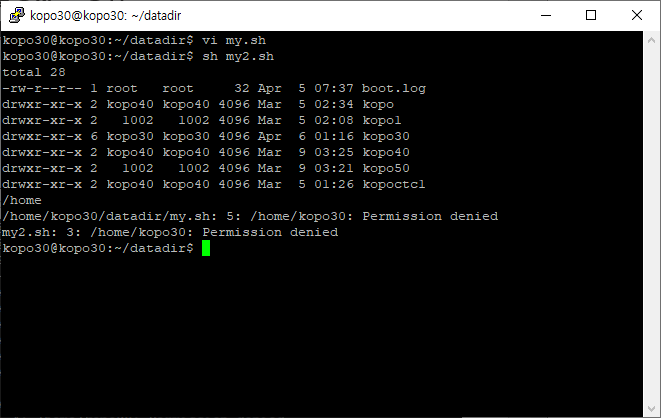 kopo30@kopo30: ~/datadir
kopo30@kopo30:~/datadir$ vi my.sh
kopo30@kopo30:~/datadir$ sh my2.sh
total 28
-rw-r--r-- 1 root   root     32 Apr  5 07:37 boot.log
drwxr-xr-x 2 kopo40 kopo40 4096 Mar  5 02:34 kopo
drwxr-xr-x 2   1002   1002 4096 Mar  5 02:08 kopo1
drwxr-xr-x 6 kopo30 kopo30 4096 Apr  6 01:16 kopo30
drwxr-xr-x 2 kopo40 kopo40 4096 Mar  9 03:25 kopo40
drwxr-xr-x 2   1002   1002 4096 Mar  9 03:21 kopo50
drwxr-xr-x 2 kopo40 kopo40 4096 Mar  5 01:26 kopoctcl
/home
/home/kopo30/datadir/my.sh: 5: /home/kopo30: Permission denied
my2.sh: 3: /home/kopo30: Permission denied
kopo30@kopo30:~/datadir$